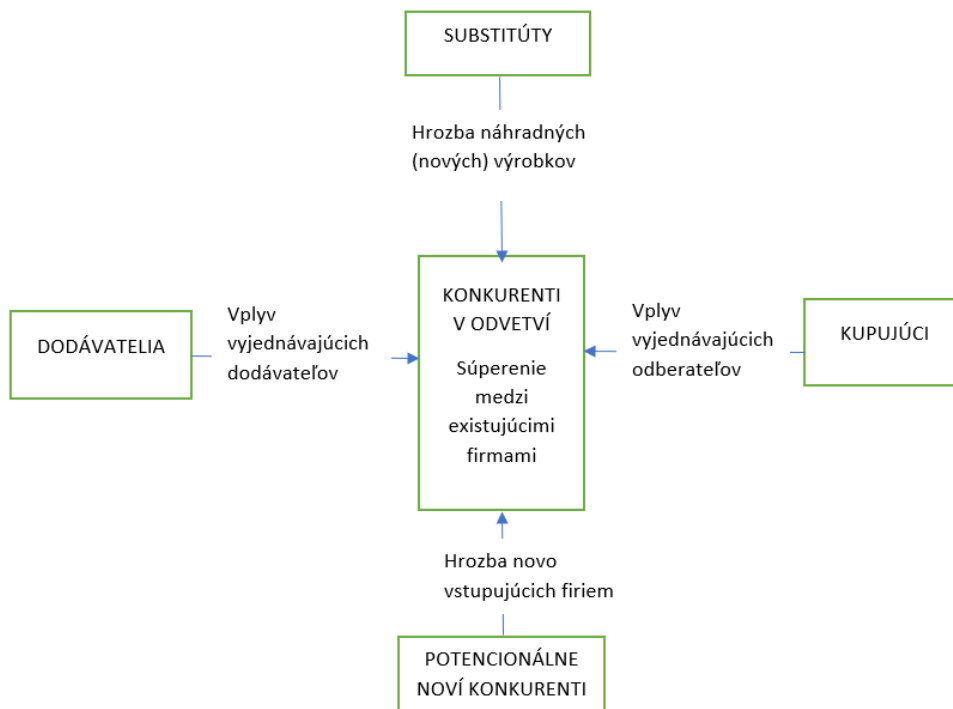 SUBSTITÚTY
Hrozba náhradných
(nových) výrobkov
DODÁVATELIA
Vplyv
vyjednávajúcich
dodávateľov
KONKURENTI
V ODVETVÍ
Súperenie
medzi
existujúcimi
firmami
Vplyv
vyjednávajúcich
odberateľov
KUPUJÚCI
Hrozba novo
vstupujúcich firiem
POTENCIONÁLNE
NOVÍ KONKURENTI